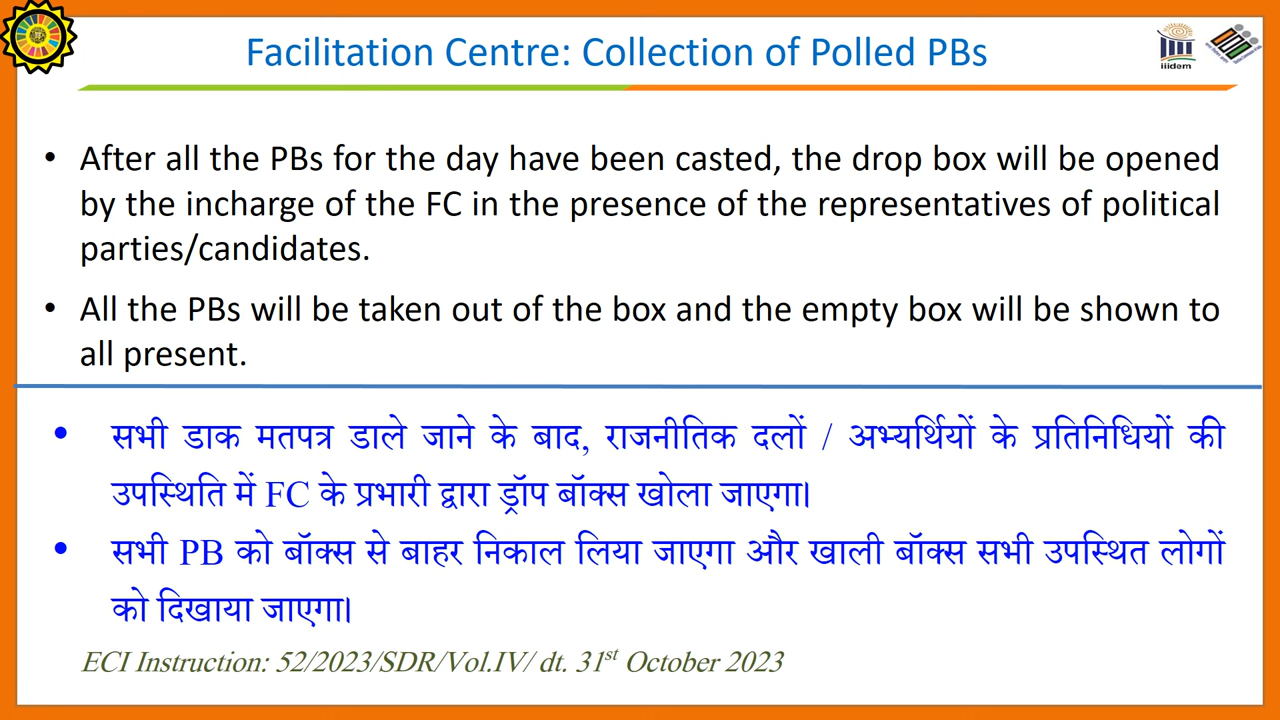 Facilitation Centre: Collection of Polled PBs
iiidem
• After all the PBs for the day have been casted, the drop box will be opened
by the incharge of the FC in the presence of the representatives of political
parties/candidates.
• All the PBs will be taken out of the box and the empty box will be shown to
all present.
• सभी डाक मतपत्र डाले जाने के बाद, राजनीतिक दलों / अभ्यर्थियों के प्रतिनिधियों की
उपस्थिति में FC के प्रभारी द्वारा ड्रॉप बॉक्स खोला जाएगा।
• सभी PB को बॉक्स से बाहर निकाल लिया जाएगा और खाली बॉक्स सभी उपस्थित लोगों
को दिखाया जाएगा।
ECI Instruction: 52/2023/SDR/Vol.IV/ dt. 31st October 2023